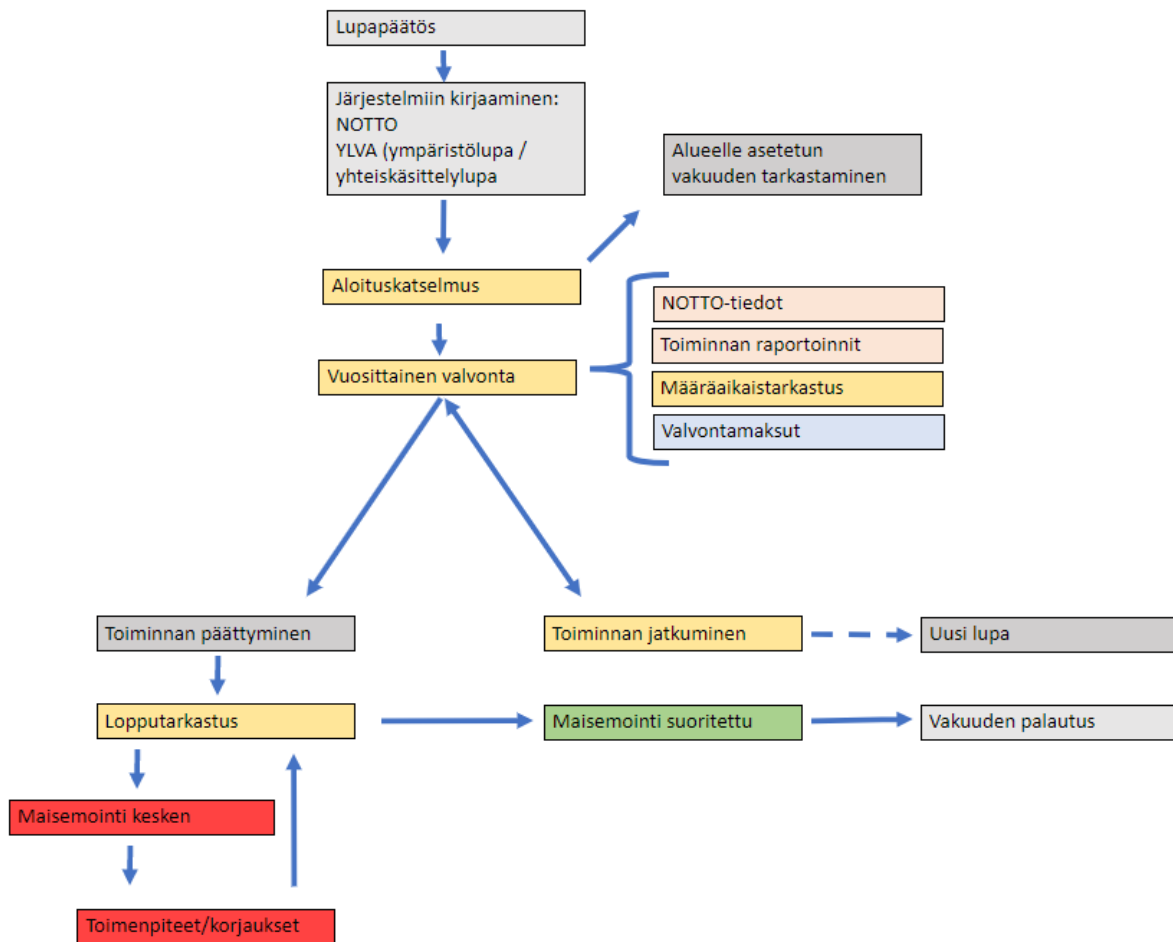 Lupapäätös
Järjestelmiin kirjaaminen:
NOTTO
YLVA (ympäristölupa /
yhteiskäsittelylupa
Alueelle asetetun
vakuuden tarkastaminen
Aloituskatselmus
NOTTO-tiedot
Toiminnan raportoinnit
Vuosittainen valvonta
Määräaikaistarkastus
Valvontamaksut
Toiminnan päättyminen
Toiminnan jatkuminen
Uusi lupa
Lopputarkastus
Maisemointi suoritettu
Vakuuden palautus
Maisemointi kesken
Toimenpiteet/korjaukset